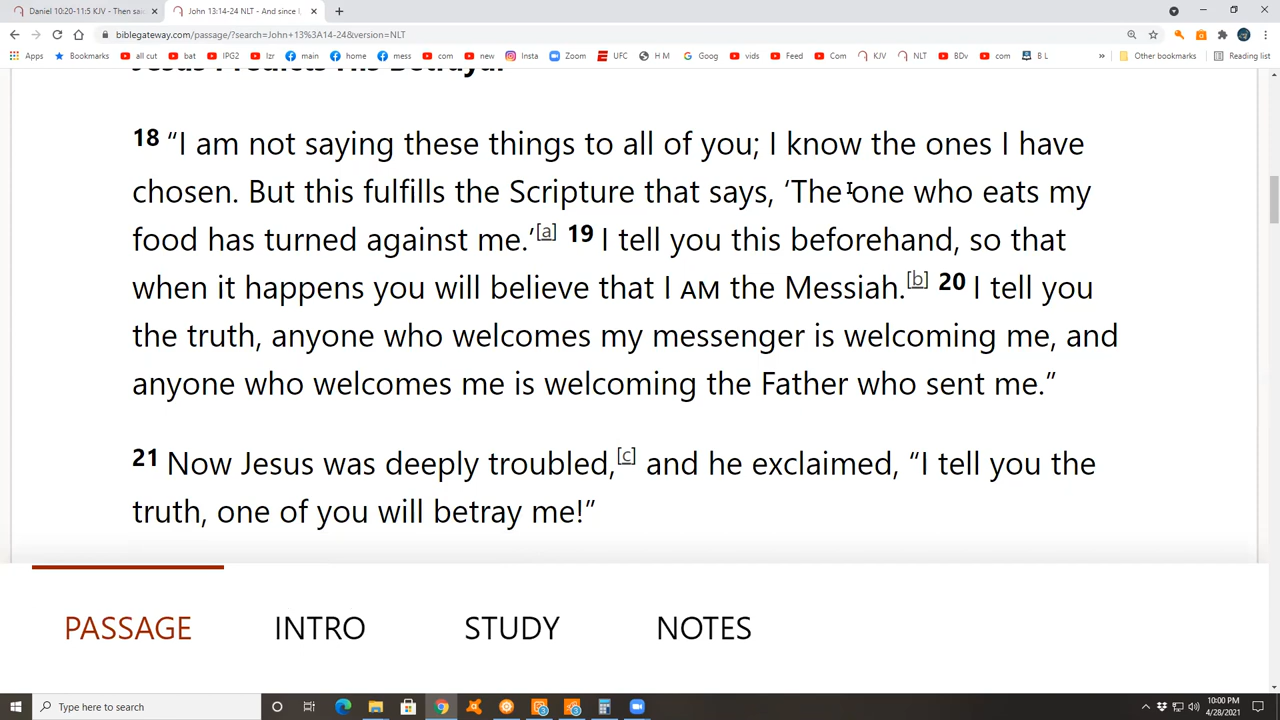 Daniel 10:20-11:5 KJV - Then said
John 13:14-24 NLT - And since I,
biblegateway.com/passage/?search=John+13%3A14-24&version=NLT
Apps Bookmarks all cut bat IPG2 Izr main home mess com new Insta Zoom UFC H M Goog vids Feed Com KJV NLT BDv com B L » Other bookmarks Reading list
Jesus Predicts His Betrayal
18 “I am not saying these things to all of you; I know the ones I have
chosen. But this fulfills the Scripture that says, ‘The one who eats my
food has turned against me.’[a] 19 I tell you this beforehand, so that
when it happens you will believe that I AM the Messiah.[b] 20 I tell you
the truth, anyone who welcomes my messenger is welcoming me, and
anyone who welcomes me is welcoming the Father who sent me.”
21 Now Jesus was deeply troubled,[c] and he exclaimed, “I tell you the
truth, one of you will betray me!”
PASSAGE INTRO STUDY NOTES
Type here to search
10:00 PM
4/28/2021